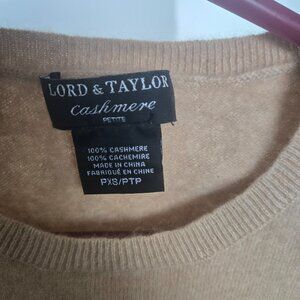 LORD & TAYLOR
cashmere
PETITE
100% CASHMERE
100% CACHEMIRE
MADE IN CHINA
FABRIQUÉ EN CHINE
PXS/PTP